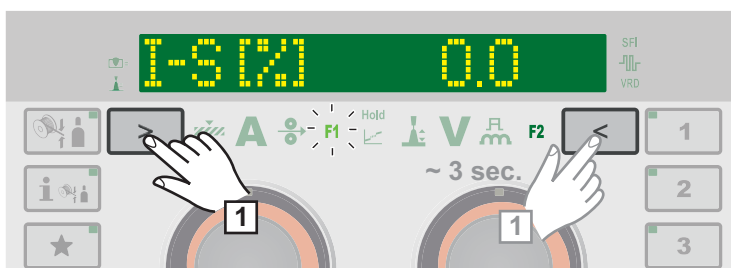 I-S [%] 0.0
SFI
VRD
> A F1 Hold V F2 < 1
~ 3 sec.
i 2
1 1
3